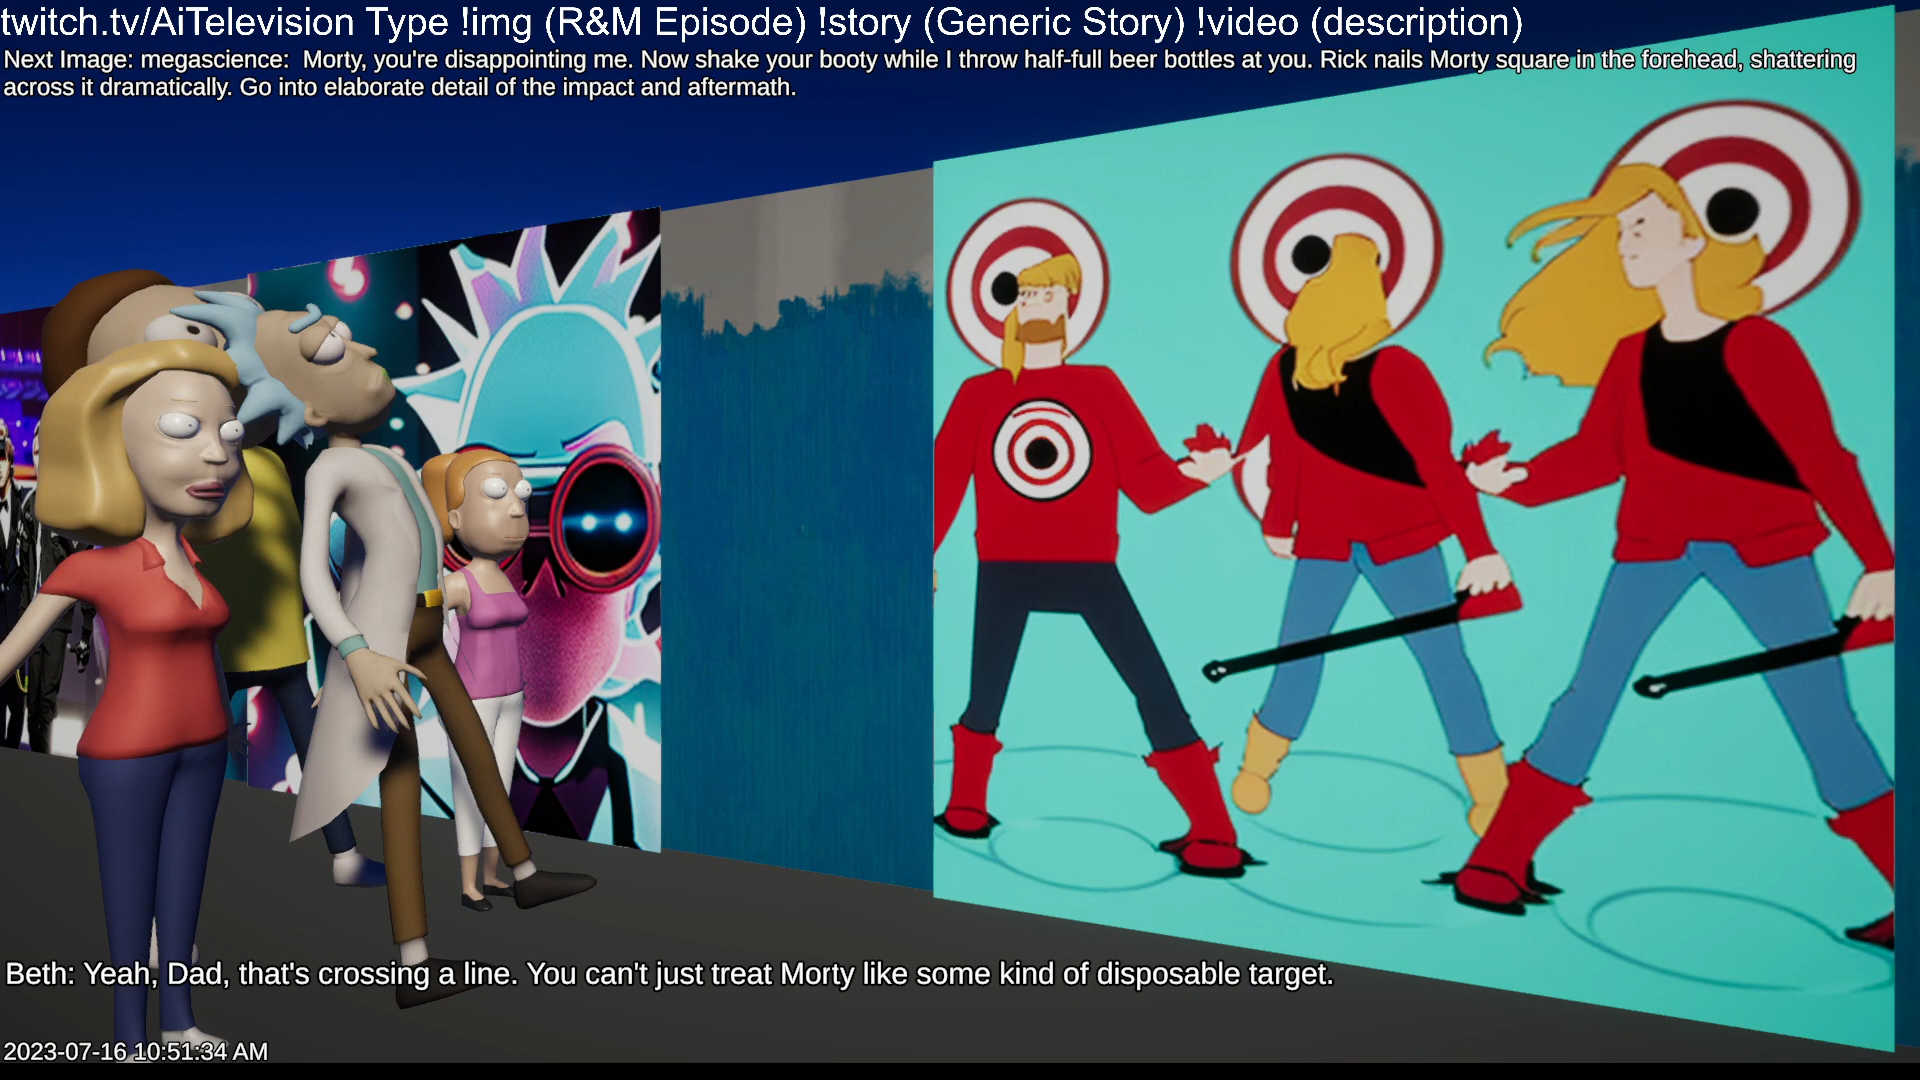 twitch.tv/AiTelevision Type !img (R&M Episode) !story (Generic Story) !video (description)
Next Image: megascience:  Morty, you're disappointing me. Now shake your booty while I throw half-full beer bottles at you. Rick nails Morty square in the forehead, shattering
across it dramatically. Go into elaborate detail of the impact and aftermath.
Beth: Yeah, Dad, that's crossing a line. You can't just treat Morty like some kind of disposable target.
2023-07-16 10:51:34 AM